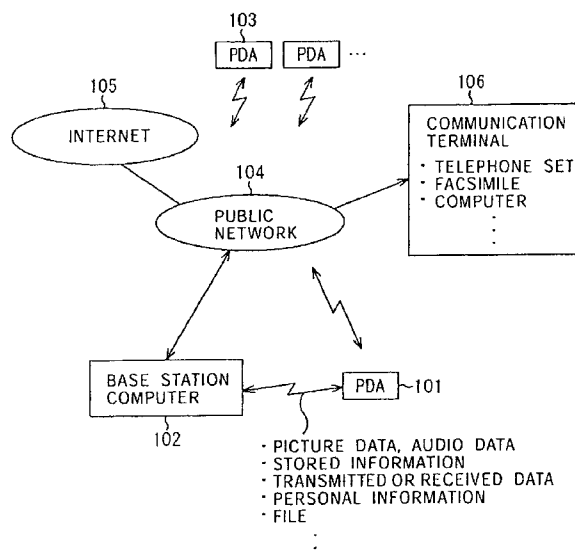 103
PDA PDA ...
105
INTERNET
106
COMMUNICATION
TERMINAL
· TELEPHONE SET
· FACSIMILE
· COMPUTER
104
PUBLIC
NETWORK
BASE STATION
COMPUTER
102
PDA 101
· PICTURE DATA, AUDIO DATA
· STORED INFORMATION
· TRANSMITTED OR RECEIVED DATA
· PERSONAL INFORMATION
· FILE